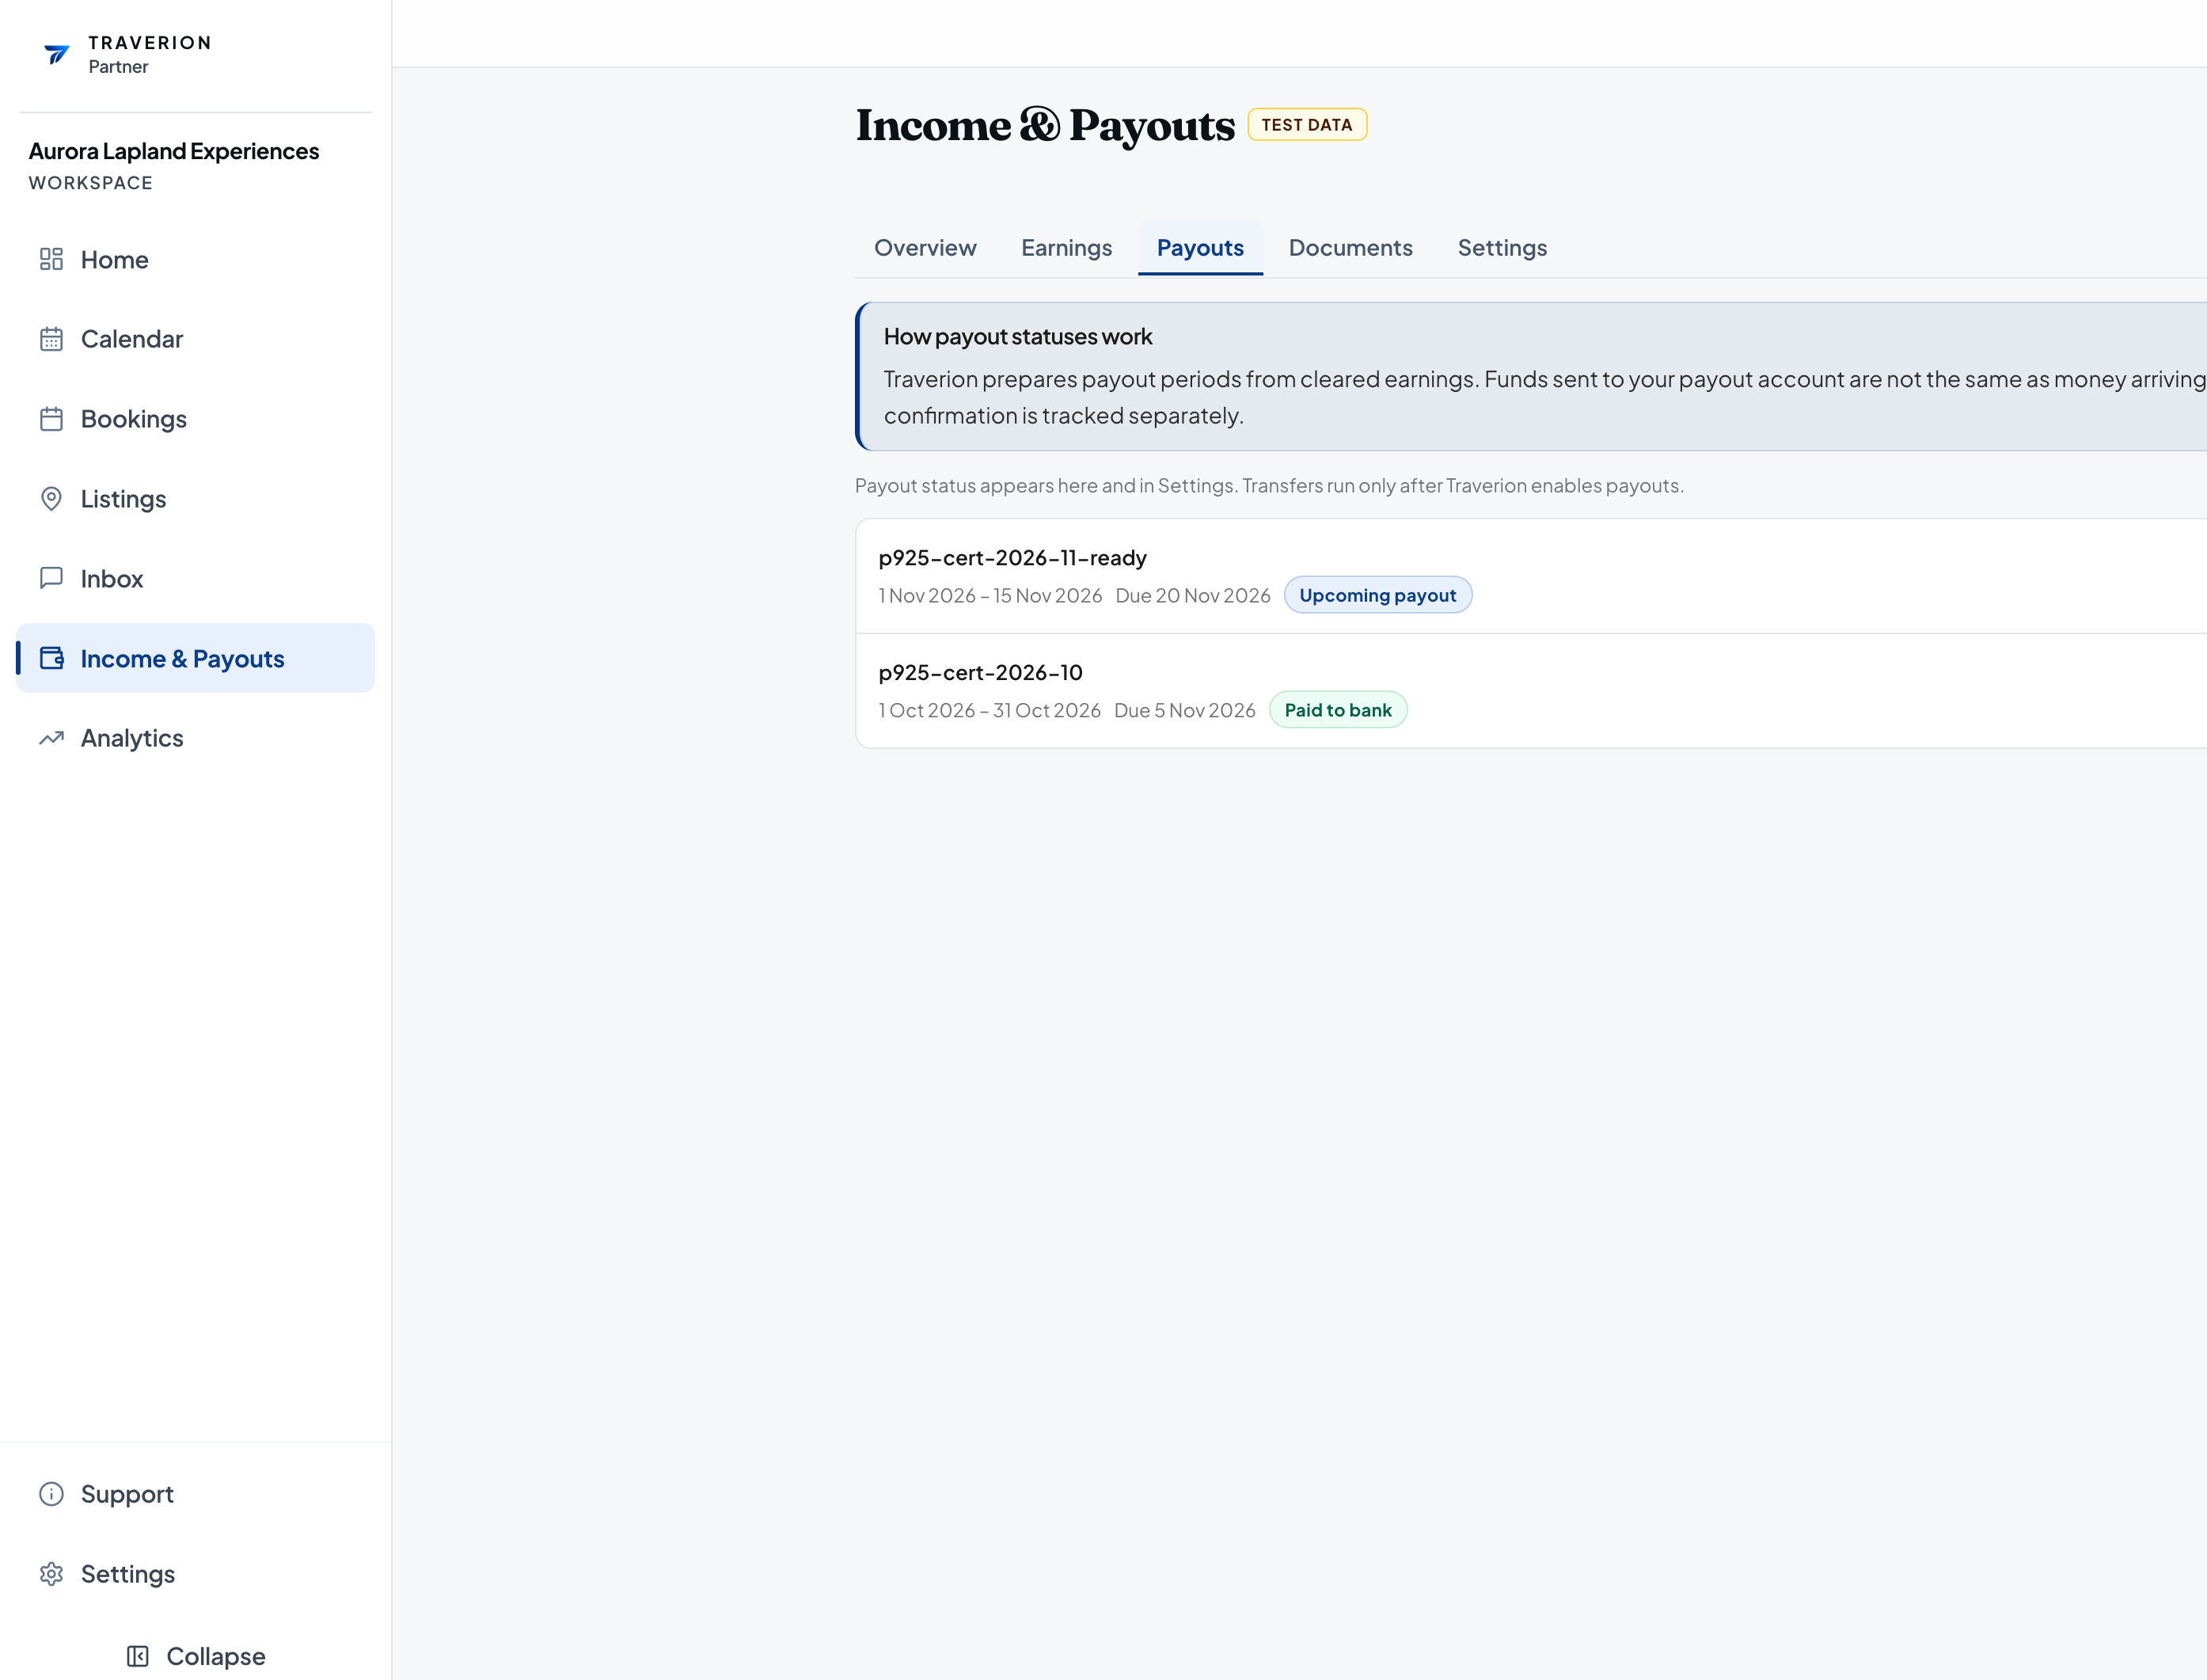 TRAVERION
Partner
Aurora Lapland Experiences
WORKSPACE
Home
Calendar
Bookings
Listings
Inbox
Income & Payouts
Analytics
Support
Settings
Collapse
Income & Payouts TEST DATA
Overview Earnings Payouts Documents Settings
How payout statuses work
Traverion prepares payout periods from cleared earnings. Funds sent to your payout account are not the same as money arriving
confirmation is tracked separately.
Payout status appears here and in Settings. Transfers run only after Traverion enables payouts.
p925-cert-2026-11-ready
1 Nov 2026 – 15 Nov 2026 Due 20 Nov 2026 Upcoming payout
p925-cert-2026-10
1 Oct 2026 – 31 Oct 2026 Due 5 Nov 2026 Paid to bank